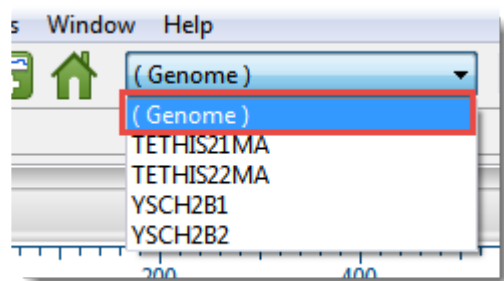 s Window Help
( Genome )
( Genome )
TETHIS21MA
TETHIS22MA
YSCH2B1
YSCH2B2
200 400